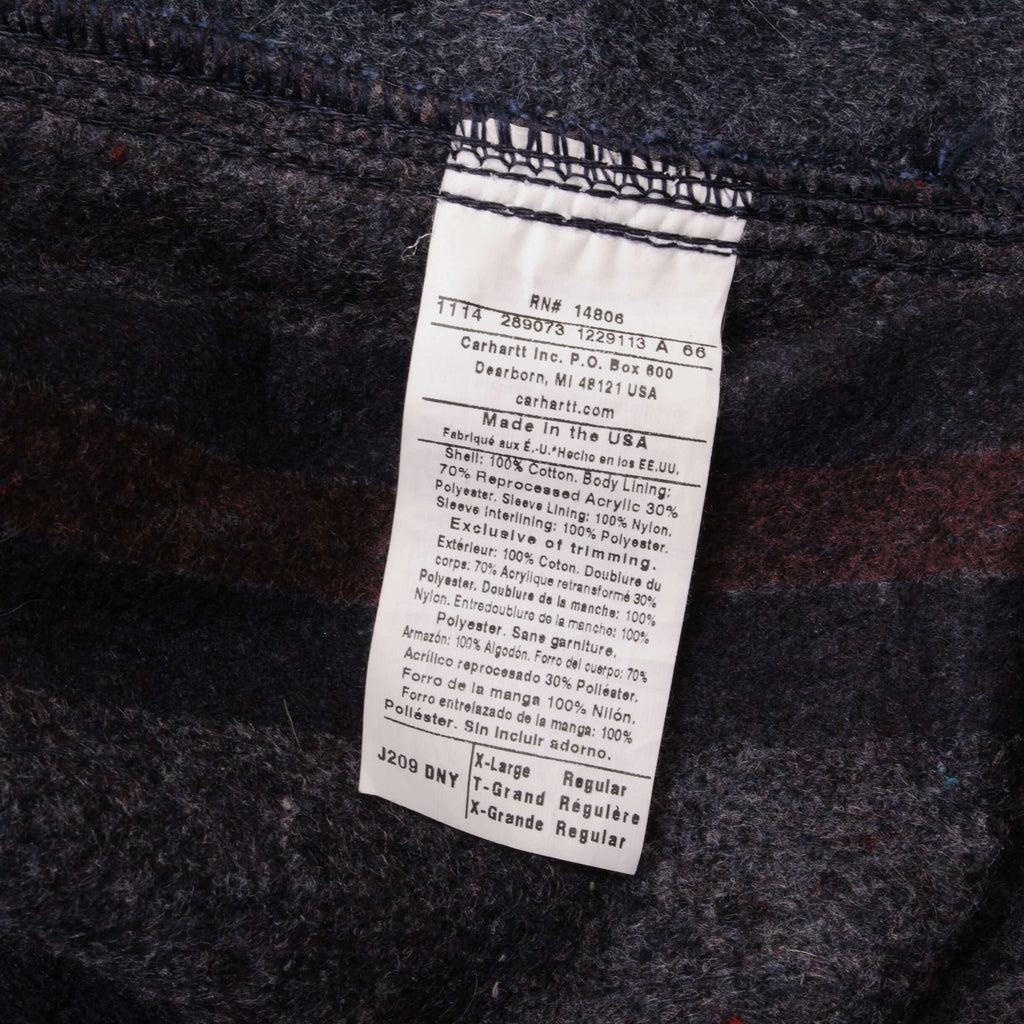 RN# 14806
1114 289073 1229113 A 66
Carhartt Inc. P.O. Box 600
Dearborn, MI 48121 USA
carhartt.com
Made in the USA
Fabriqué aux É.-U.*Hecho en los EE.UU.
Shell: 100% Cotton. Body Lining:
70% Reprocessed Acrylic 30%
Polyester. Sleeve Lining: 100% Nylon.
Sleeve Interlining: 100% Polyester.
Exclusive of trimming.
Extérieur: 100% Coton. Doublure du
corps: 70% Acrylique retransformé 30%
Polyester. Doublure de la manche: 100%
Nylon. Entredoublure de la manche: 100%
Polyester. Sans garniture.
Armazón: 100% Algodón. Forro del cuerpo: 70%
Acrílico reprocesado 30% Poliéster.
Forro de la manga 100% Nilón.
Forro entrelazado de la manga: 100%
Poliéster. Sin incluir adorno.
J209 DNY
X-Large Regular
T-Grand Régulère
X-Grande Regular